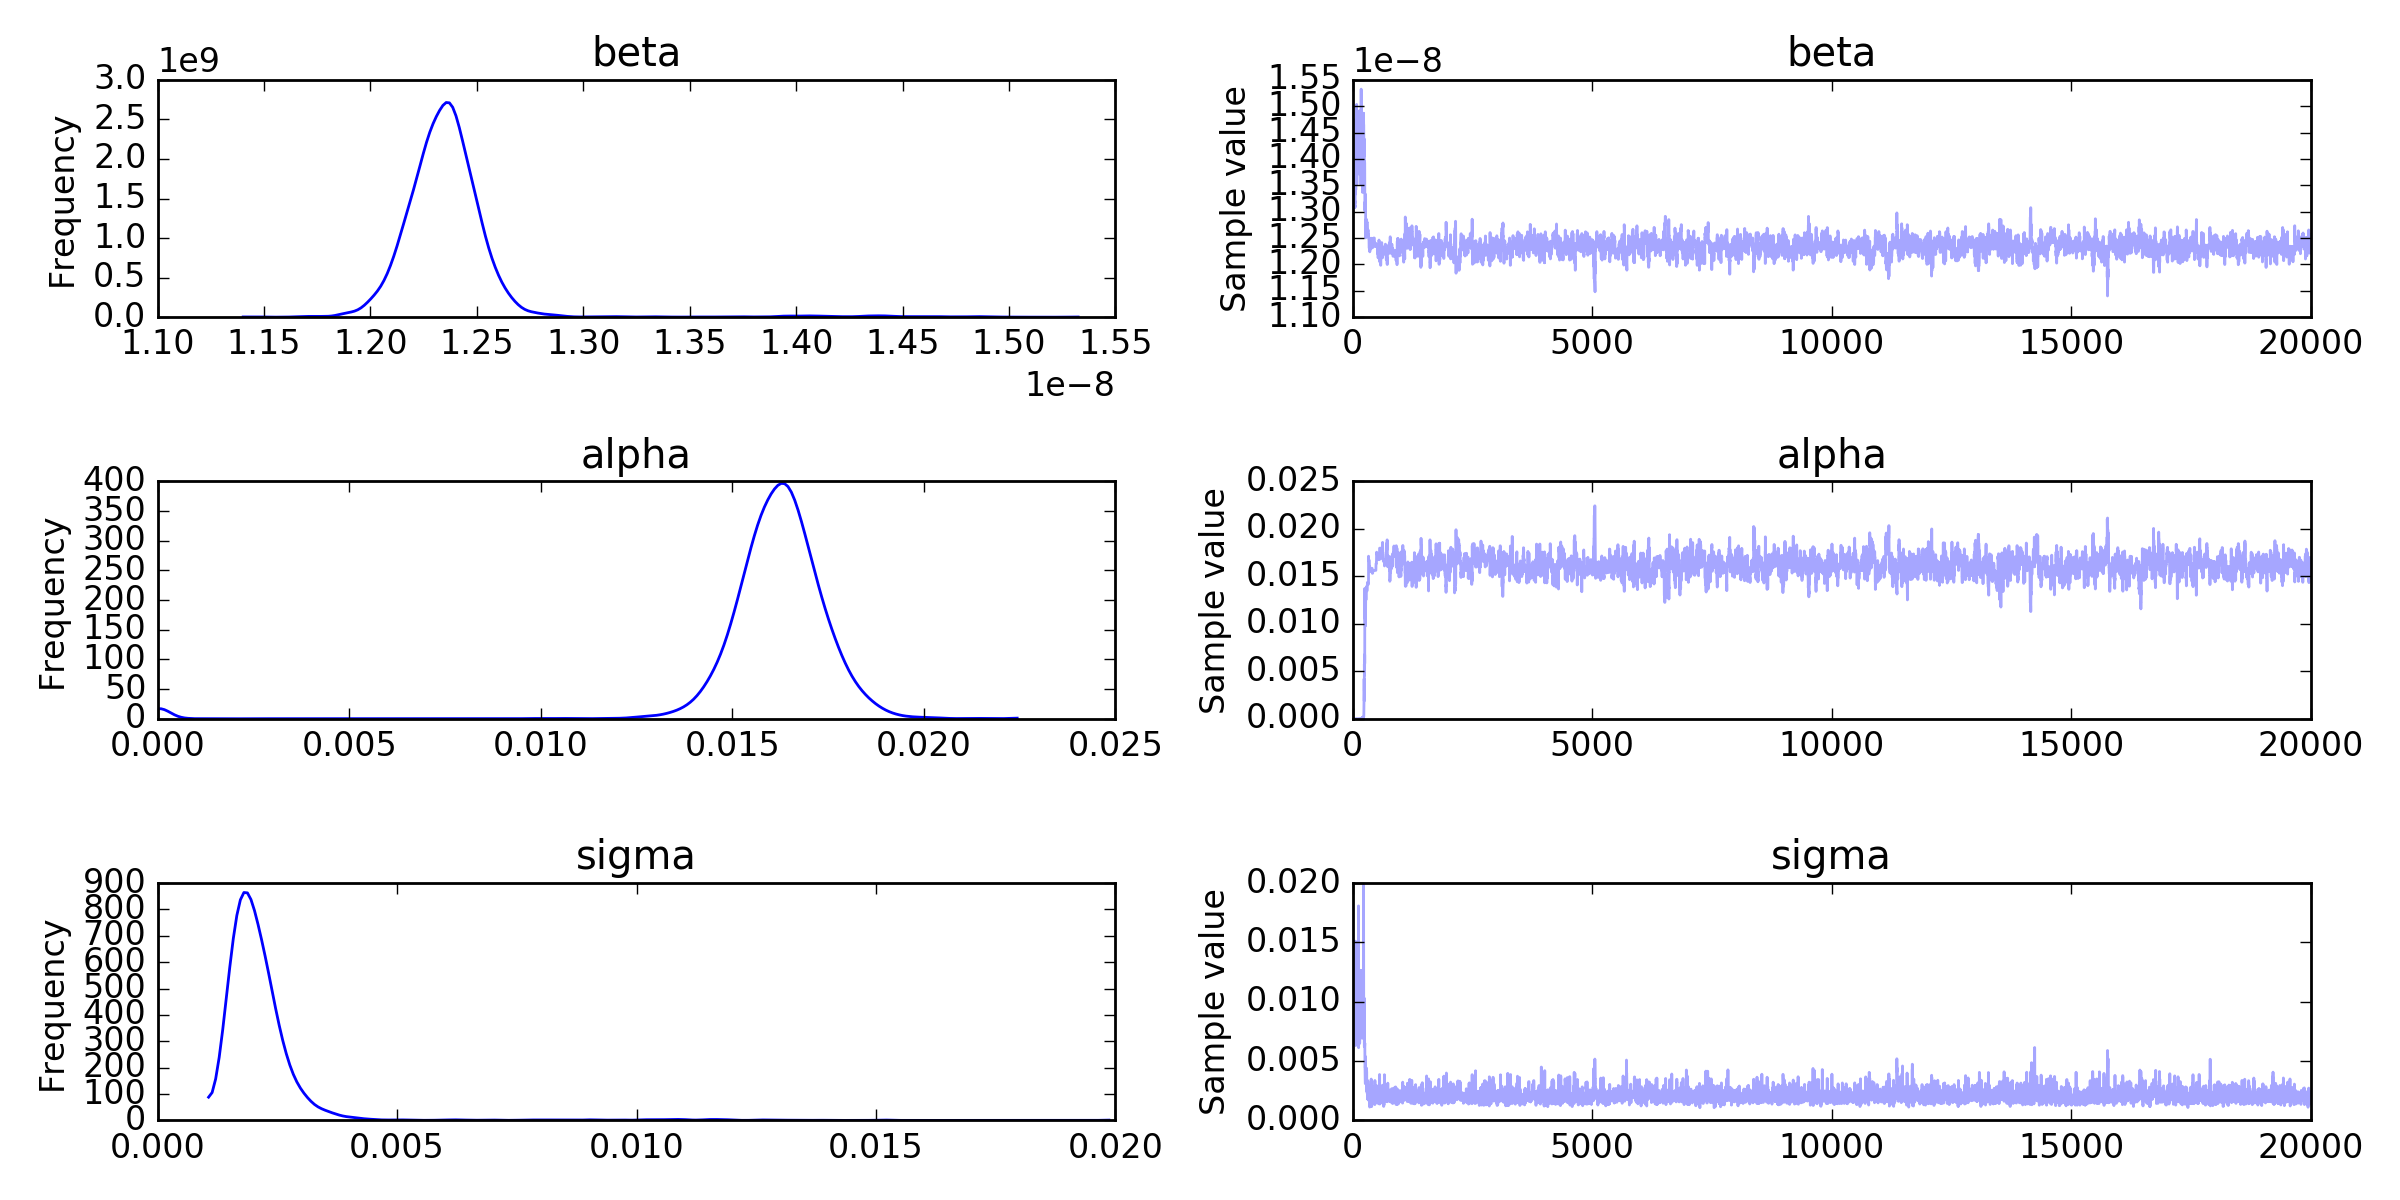 beta
1e9
3.0
2.5
2.0
1.5
1.0
0.5
0.0
Frequency
1.10 1.15 1.20 1.25 1.30 1.35 1.40 1.45 1.50 1.55
1e−8
beta
1e−8
1.55
1.50
1.45
1.40
1.35
1.30
1.25
1.20
1.15
1.10
Sample value
0 5000 10000 15000 20000
alpha
400
350
300
250
200
150
100
50
0
Frequency
0.000 0.005 0.010 0.015 0.020 0.025
alpha
0.025
0.020
0.015
0.010
0.005
0.000
Sample value
0 5000 10000 15000 20000
sigma
900
800
700
600
500
400
300
200
100
0
Frequency
0.000 0.005 0.010 0.015 0.020
sigma
0.020
0.015
0.010
0.005
0.000
Sample value
0 5000 10000 15000 20000